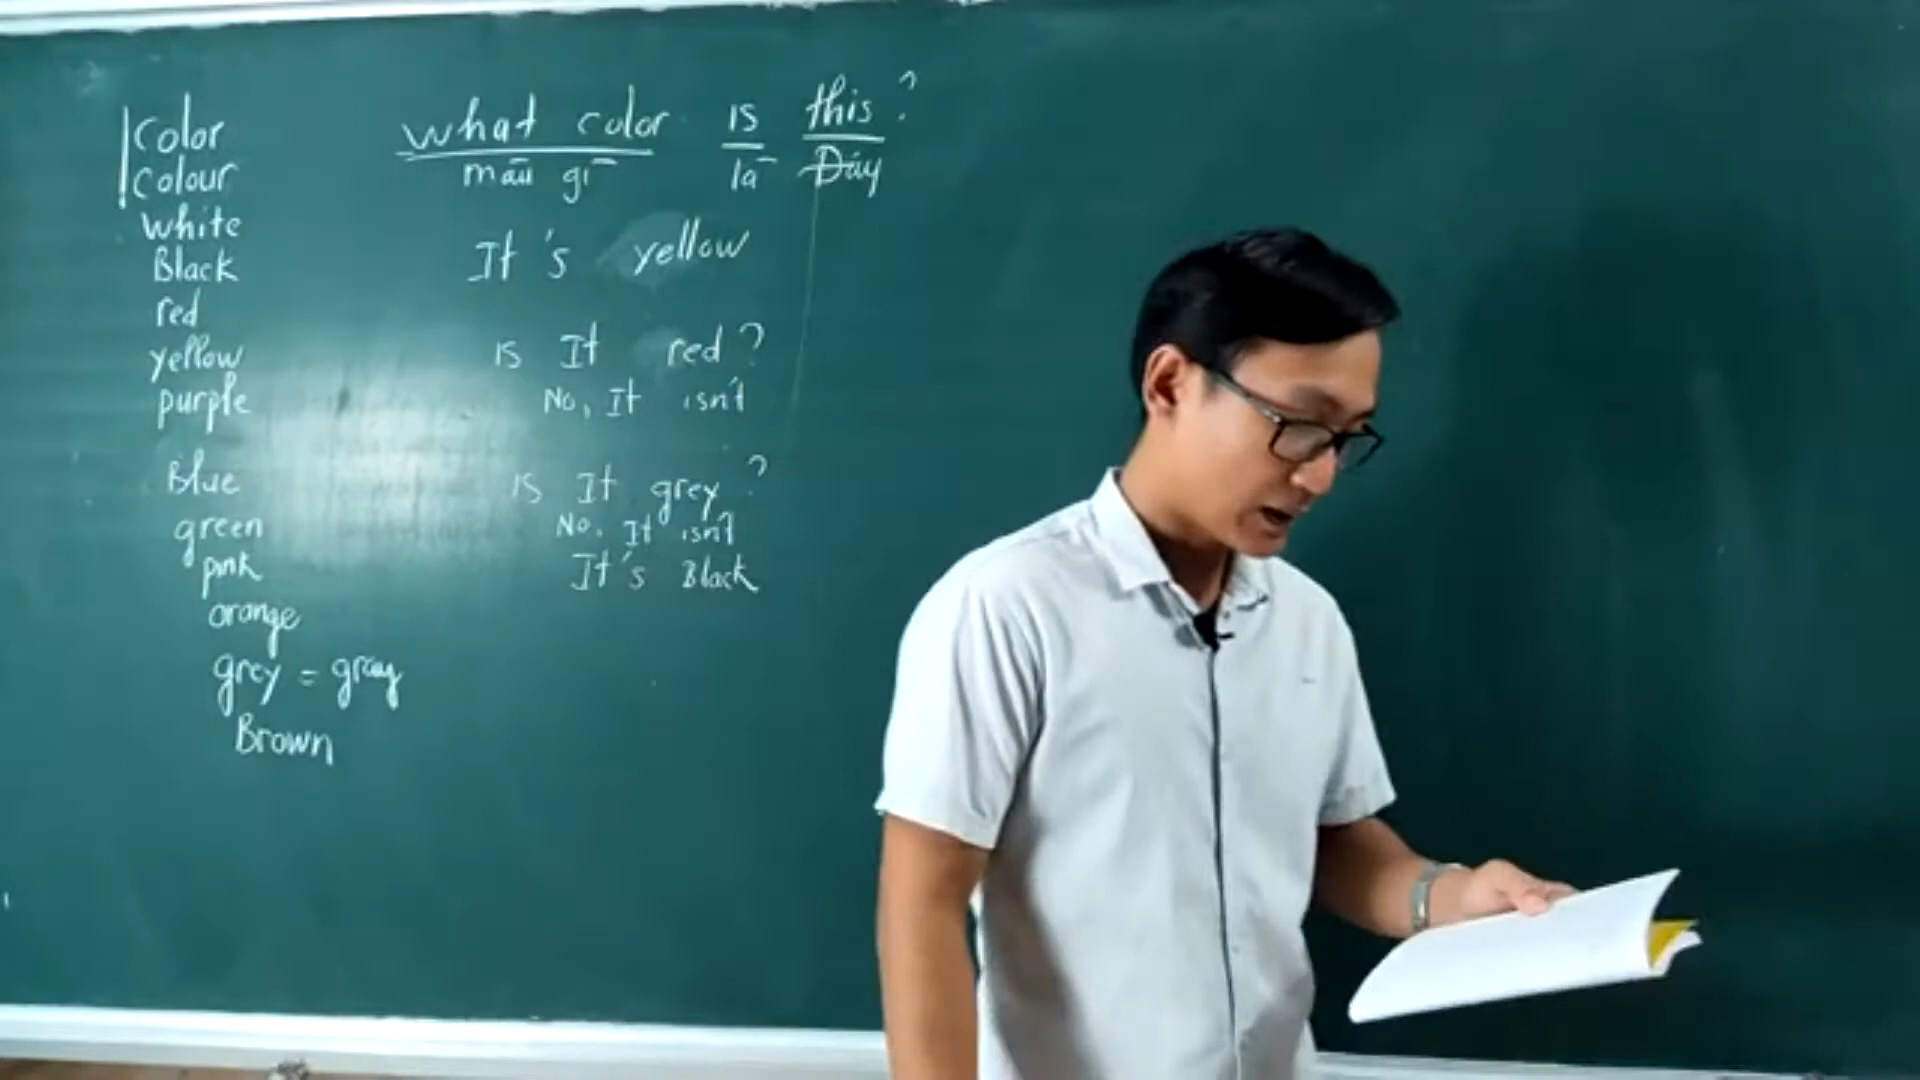 Color
Colour
white
Black
red
yellow
purple
Blue
green
pink
orange
grey = gray
Brown
what color is this?
màu gì là Đây
It's yellow
is It red?
No, It isn't
is It grey?
No, It isn't
It's Black